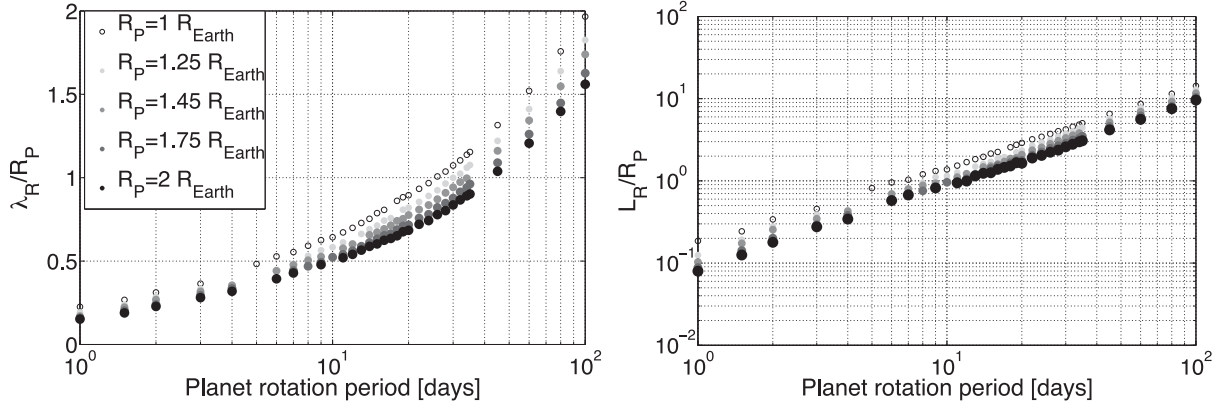 2
1.5
1
0.5
0
λ_R/R_P
R_P=1 R_Earth
R_P=1.25 R_Earth
R_P=1.45 R_Earth
R_P=1.75 R_Earth
R_P=2 R_Earth
10^0
10^1
10^2
Planet rotation period [days]
10^2
10^1
10^0
10^−1
10^−2
L_R/R_P
10^0
10^1
10^2
Planet rotation period [days]